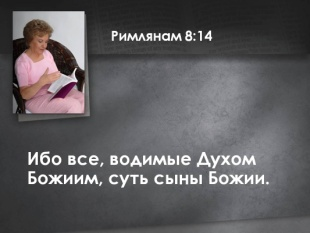 Римлянам 8:14
Ибо все, водимые Духом
Божиим, суть сыны Божии.